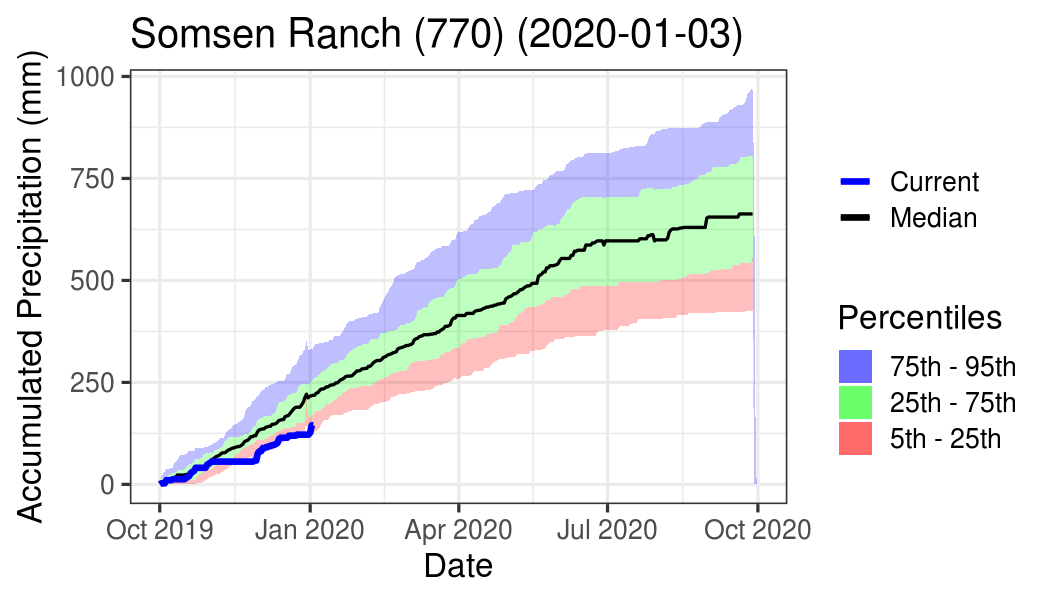 Somsen Ranch (770) (2020-01-03)
Accumulated Precipitation (mm)
1000
750
500
250
0
Oct 2019
Jan 2020
Apr 2020
Jul 2020
Oct 2020
Date
Current
Median
Percentiles
75th - 95th
25th - 75th
5th - 25th